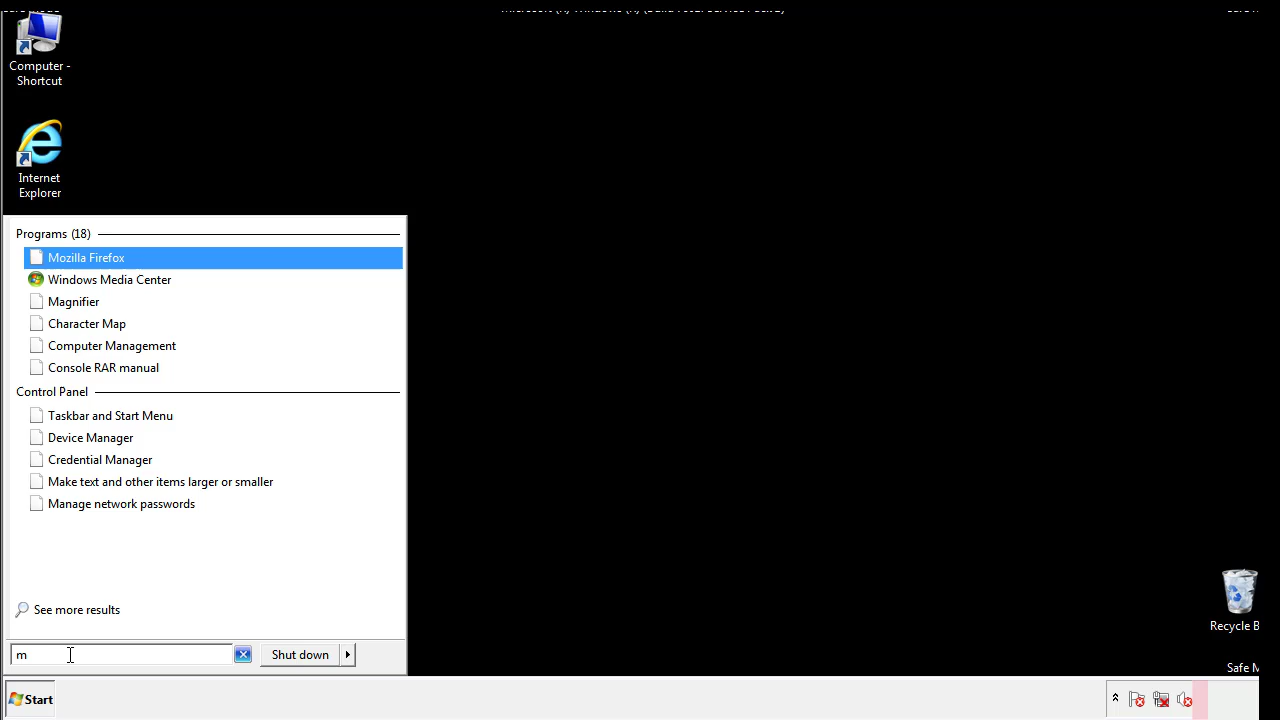 Computer -
Shortcut
Internet
Explorer
Programs (18)
Mozilla Firefox
Windows Media Center
Magnifier
Character Map
Computer Management
Console RAR manual
Control Panel
Taskbar and Start Menu
Device Manager
Credential Manager
Make text and other items larger or smaller
Manage network passwords
See more results
m
Shut down
Recycle B
Safe M
Start